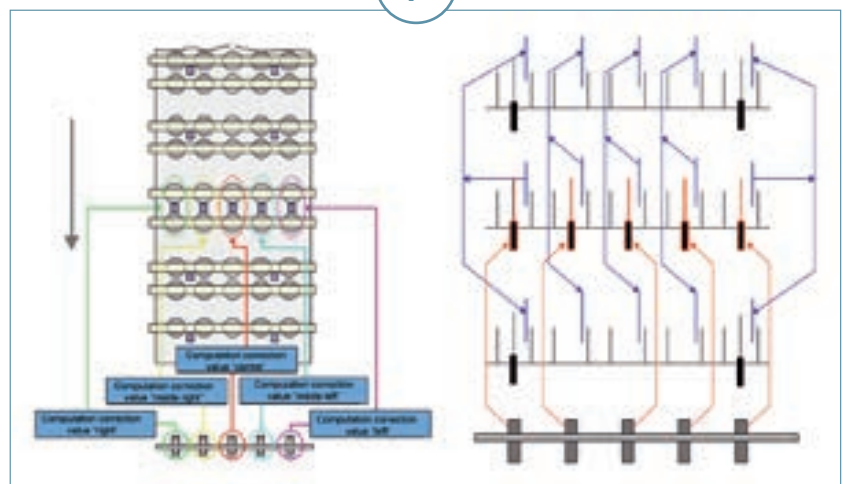 Computation correction
value "center"
Computation correction
value "middle-right"
Computation correction
value "middle-left"
Computation correction
value "right"
Computation correction
value "left"